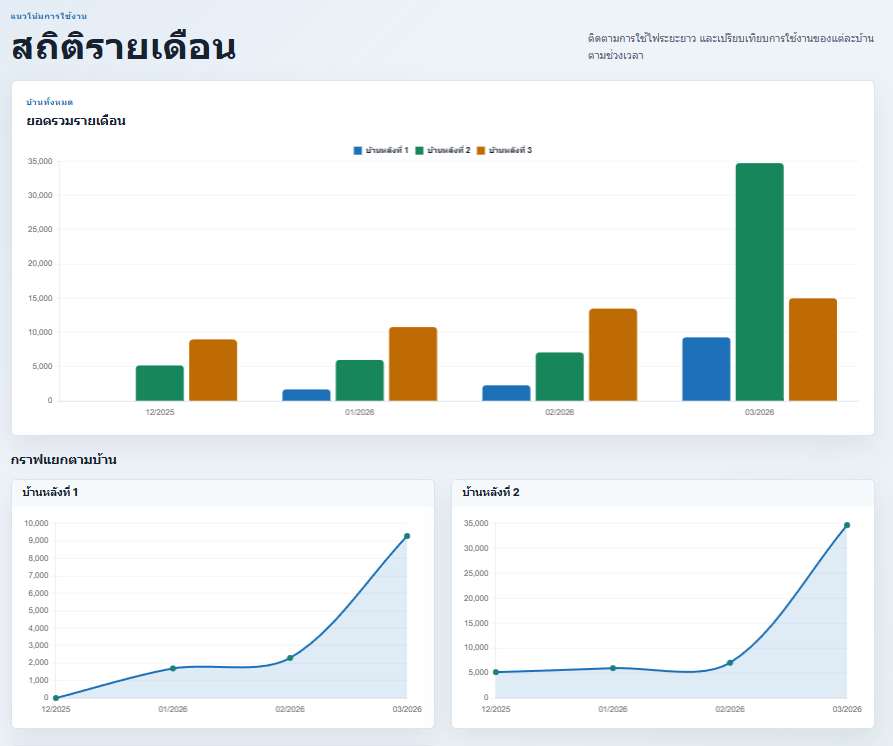 แนวโน้มการใช้งาน
สถิติรายเดือน
ติดตามการใช้ไฟระยะยาว และเปรียบเทียบการใช้งานของแต่ละบ้าน
ตามช่วงเวลา
บ้านทั้งหมด
ยอดรวมรายเดือน
บ้านหลังที่ 1 บ้านหลังที่ 2 บ้านหลังที่ 3
35,000
30,000
25,000
20,000
15,000
10,000
5,000
0
12/2025 01/2026 02/2026 03/2026
กราฟแยกตามบ้าน
บ้านหลังที่ 1
10,000
9,000
8,000
7,000
6,000
5,000
4,000
3,000
2,000
1,000
0
12/2025 01/2026 02/2026 03/2026
บ้านหลังที่ 2
35,000
30,000
25,000
20,000
15,000
10,000
5,000
0
12/2025 01/2026 02/2026 03/2026